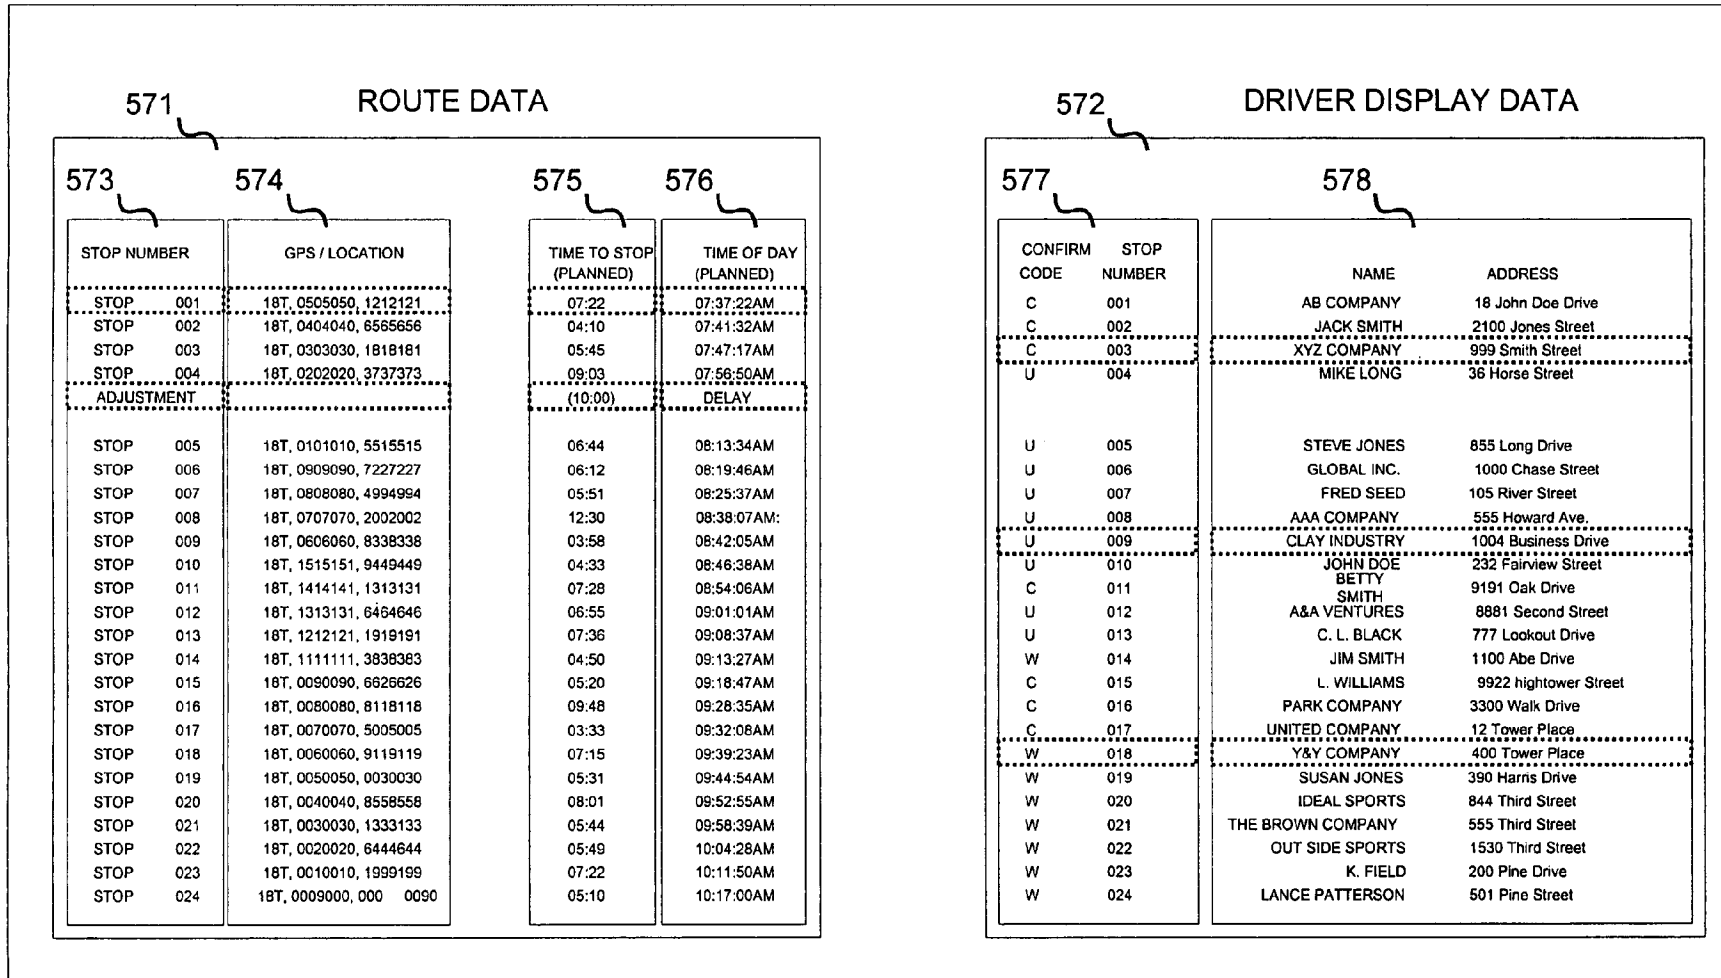 571 ROUTE DATA
573 574 575 576
STOP NUMBER GPS / LOCATION TIME TO STOP (PLANNED) TIME OF DAY (PLANNED)
STOP 001 18T, 0505050, 1212121 07:22 07:37:22AM
STOP 002 18T, 0404040, 6565656 04:10 07:41:32AM
STOP 003 18T, 0303030, 1818181 05:45 07:47:17AM
STOP 004 18T, 0202020, 3737373 09:03 07:56:50AM
ADJUSTMENT (10:00) DELAY
STOP 005 18T, 0101010, 5515515 06:44 08:13:34AM
STOP 006 18T, 0909090, 7227227 06:12 08:19:46AM
STOP 007 18T, 0808080, 4994994 05:51 08:25:37AM
STOP 008 18T, 0707070, 2002002 12:30 08:38:07AM:
STOP 009 18T, 0606060, 8338338 03:58 08:42:05AM
STOP 010 18T, 1515151, 9449449 04:33 08:46:38AM
STOP 011 18T, 1414141, 1313131 07:28 08:54:06AM
STOP 012 18T, 1313131, 6464646 06:55 09:01:01AM
STOP 013 18T, 1212121, 1919191 07:36 09:08:37AM
STOP 014 18T, 1111111, 3838383 04:50 09:13:27AM
STOP 015 18T, 0090090, 6626626 05:20 09:18:47AM
STOP 016 18T, 0080080, 8118118 09:48 09:28:35AM
STOP 017 18T, 0070070, 5005005 03:33 09:32:08AM
STOP 018 18T, 0060060, 9119119 07:15 09:39:23AM
STOP 019 18T, 0050050, 0030030 05:31 09:44:54AM
STOP 020 18T, 0040040, 8558558 08:01 09:52:55AM
STOP 021 18T, 0030030, 1333133 05:44 09:58:39AM
STOP 022 18T, 0020020, 6444644 05:49 10:04:28AM
STOP 023 18T, 0010010, 1999199 07:22 10:11:50AM
STOP 024 18T, 0009000, 000 0090 05:10 10:17:00AM
572 DRIVER DISPLAY DATA
577 578
CONFIRM CODE STOP NUMBER NAME ADDRESS
C 001 AB COMPANY 18 John Doe Drive
C 002 JACK SMITH 2100 Jones Street
C 003 XYZ COMPANY 999 Smith Street
U 004 MIKE LONG 36 Horse Street
U 005 STEVE JONES 855 Long Drive
U 006 GLOBAL INC. 1000 Chase Street
U 007 FRED SEED 105 River Street
U 008 AAA COMPANY 555 Howard Ave.
U 009 CLAY INDUSTRY 1004 Business Drive
U 010 JOHN DOE 232 Fairview Street
C 011 BETTY SMITH 9191 Oak Drive
U 012 A&A VENTURES 8881 Second Street
U 013 C. L. BLACK 777 Lookout Drive
W 014 JIM SMITH 1100 Abe Drive
C 015 L. WILLIAMS 9922 hightower Street
C 016 PARK COMPANY 3300 Walk Drive
C 017 UNITED COMPANY 12 Tower Place
W 018 Y&Y COMPANY 400 Tower Place
W 019 SUSAN JONES 390 Harris Drive
W 020 IDEAL SPORTS 844 Third Street
W 021 THE BROWN COMPANY 555 Third Street
W 022 OUT SIDE SPORTS 1530 Third Street
W 023 K. FIELD 200 Pine Drive
W 024 LANCE PATTERSON 501 Pine Street